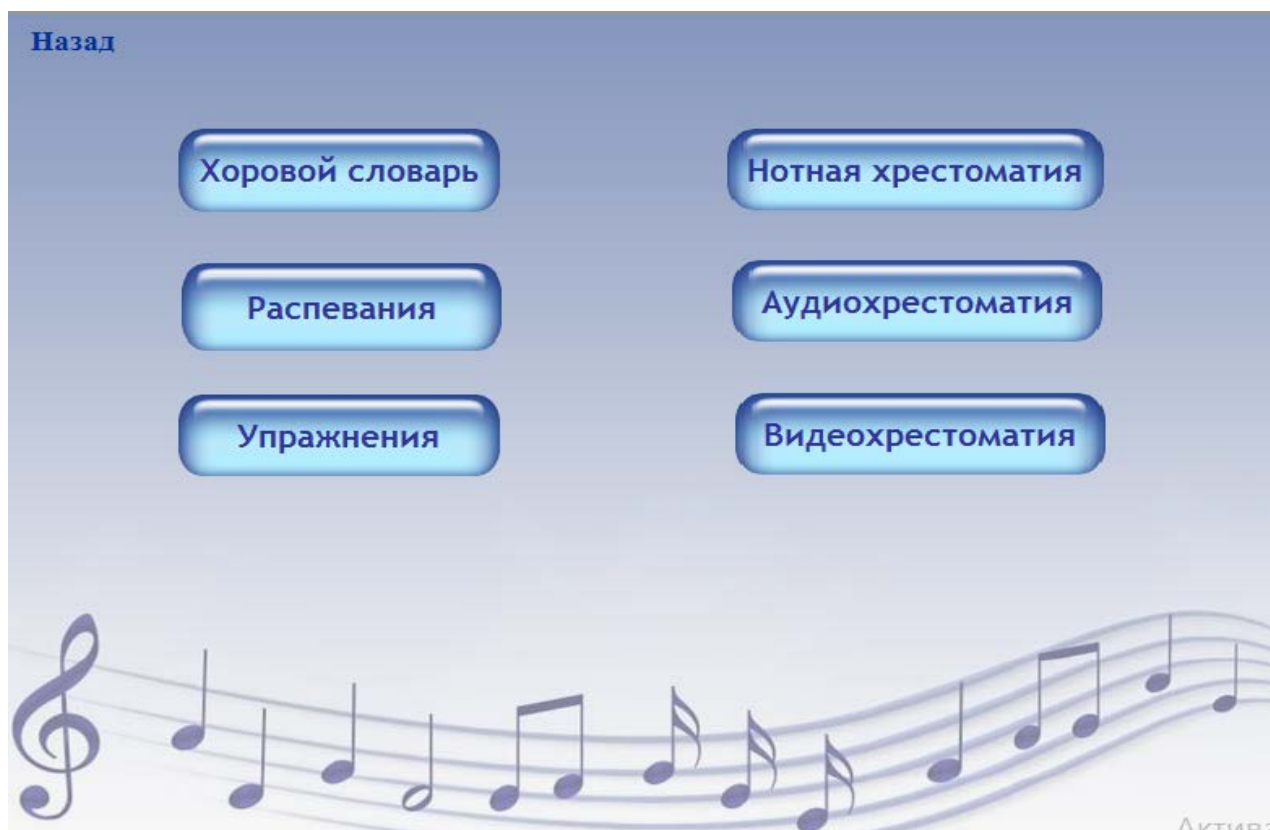 Назад
Хоровой словарь
Нотная хрестоматия
Распевания
Аудиохрестоматия
Упражнения
Видеохрестоматия